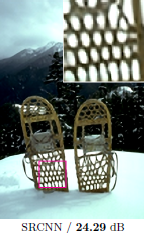 SRCNN / 24.29 dB